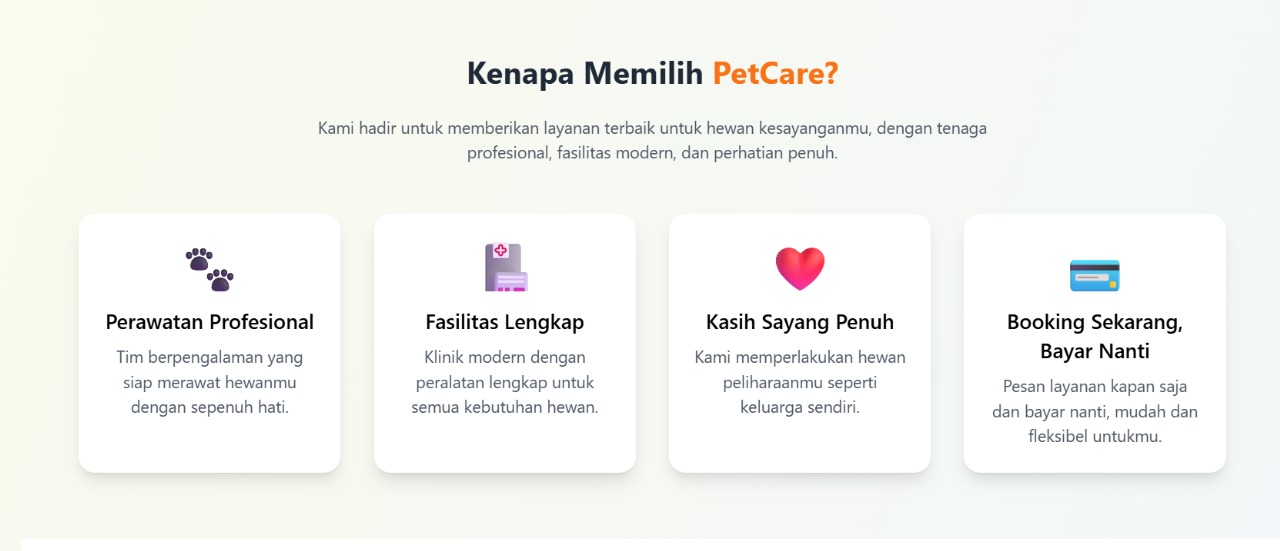 Kenapa Memilih PetCare?
Kami hadir untuk memberikan layanan terbaik untuk hewan kesayanganmu, dengan tenaga
profesional, fasilitas modern, dan perhatian penuh.
Perawatan Profesional
Tim berpengalaman yang
siap merawat hewanmu
dengan sepenuh hati.
Fasilitas Lengkap
Klinik modern dengan
peralatan lengkap untuk
semua kebutuhan hewan.
Kasih Sayang Penuh
Kami memperlakukan hewan
peliharaanmu seperti
keluarga sendiri.
Booking Sekarang,
Bayar Nanti
Pesan layanan kapan saja
dan bayar nanti, mudah dan
fleksibel untukmu.